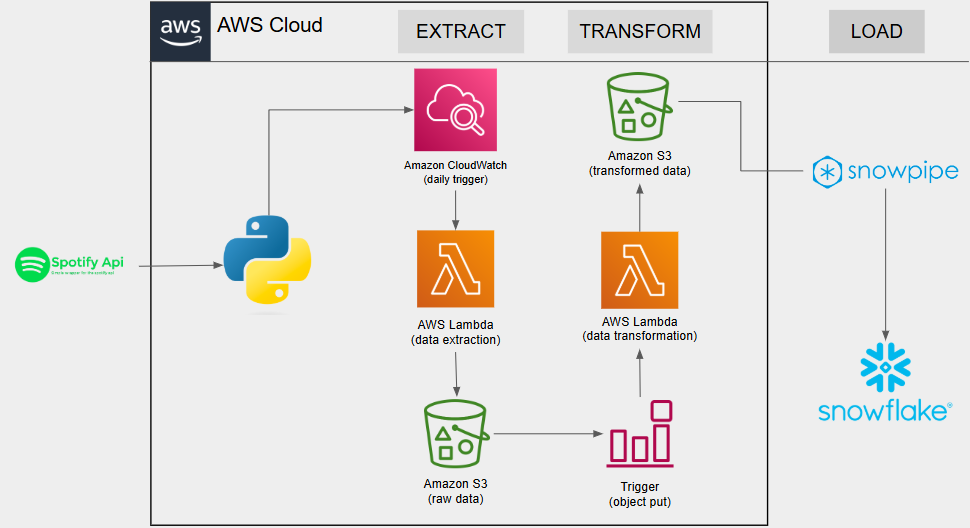 aws
AWS Cloud
EXTRACT
TRANSFORM
LOAD
Amazon CloudWatch
(daily trigger)
Amazon S3
(transformed data)
snowpipe
Spotify Api
AWS Lambda
(data extraction)
AWS Lambda
(data transformation)
snowflake®
Amazon S3
(raw data)
Trigger
(object put)